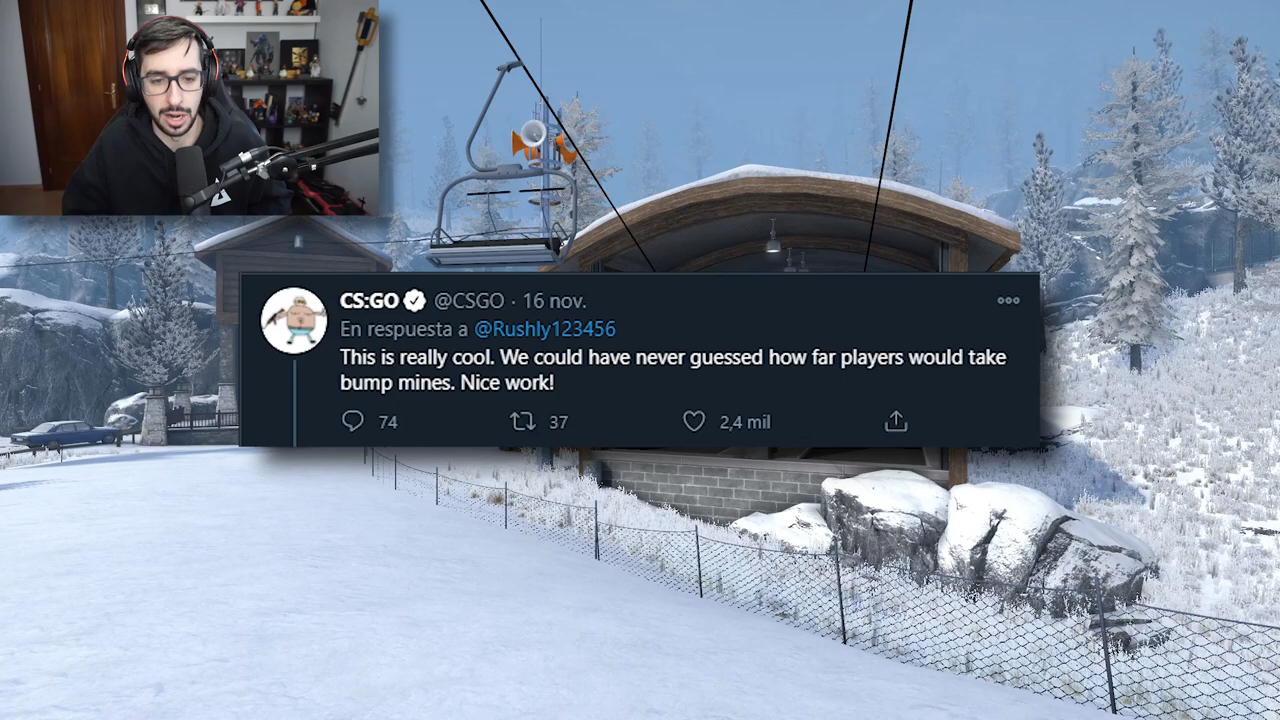 CS:GO @CSGO · 16 nov.
En respuesta a @Rushly123456
This is really cool. We could have never guessed how far players would take
bump mines. Nice work!
74 37 2,4 mil